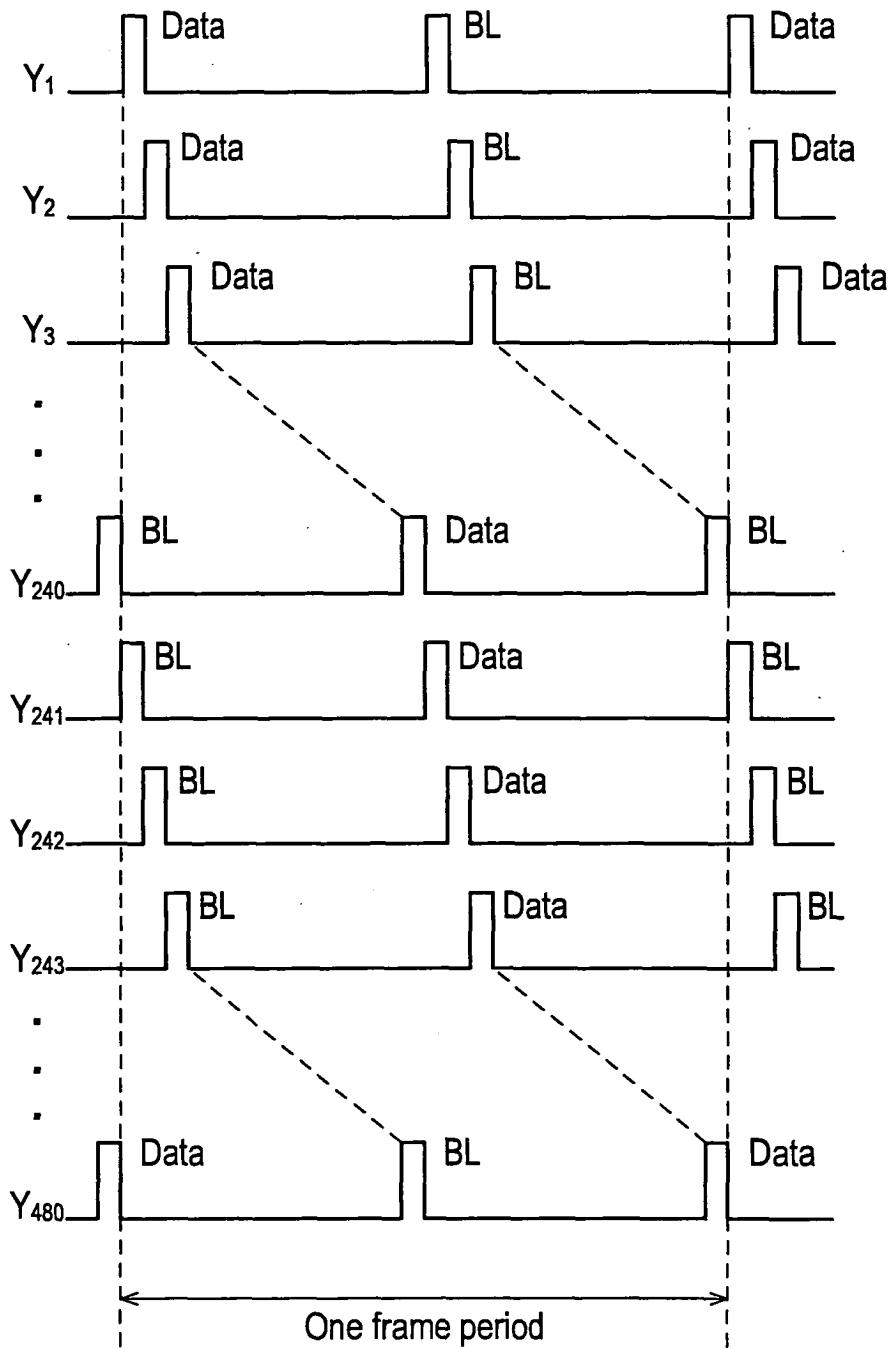 Data BL Data
Y1
Data BL Data
Y2
Data BL Data
Y3
BL Data BL
Y240
BL Data BL
Y241
BL Data BL
Y242
BL Data BL
Y243
Data BL Data
Y480
One frame period